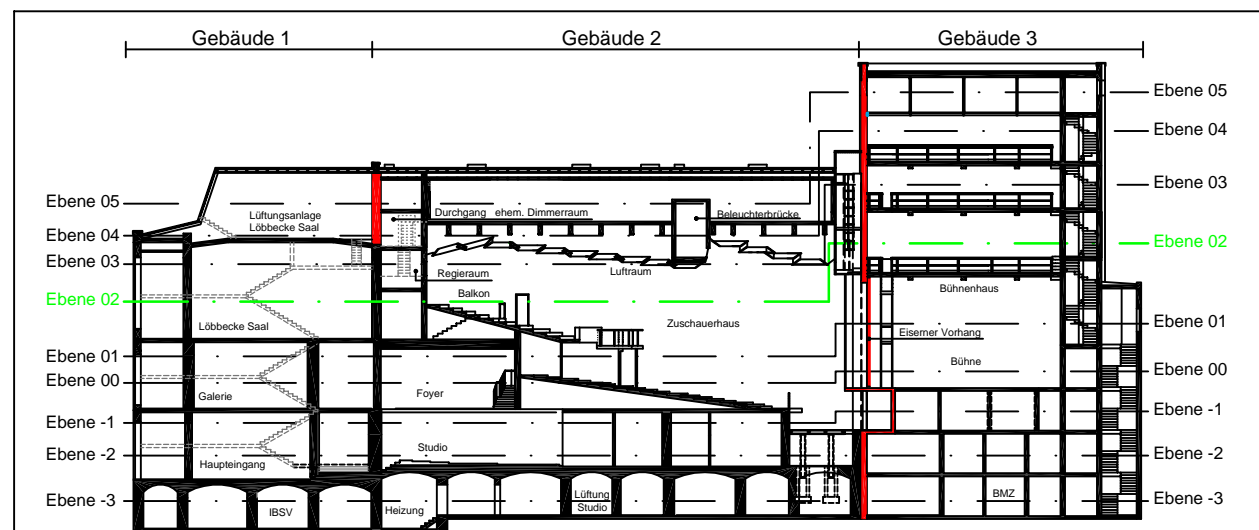 Gebäude 1
Gebäude 2
Gebäude 3
Ebene 05
Ebene 04
Ebene 03
Ebene 02
Ebene 01
Ebene 00
Ebene -1
Ebene -2
Ebene -3
Lüftungsanlage
Löbbecke Saal
Löbbecke Saal
Galerie
Haupteingang
IBSV
Durchgang ehem. Dimmerraum
Beleuchterbrücke
Regieraum
Luftraum
Balkon
Zuschauerhaus
Foyer
Studio
Heizung
Lüftung
Studio
Bühnenhaus
Eiserner Vorhang
Bühne
BMZ
Ebene 05
Ebene 04
Ebene 03
Ebene 02
Ebene 01
Ebene 00
Ebene -1
Ebene -2
Ebene -3